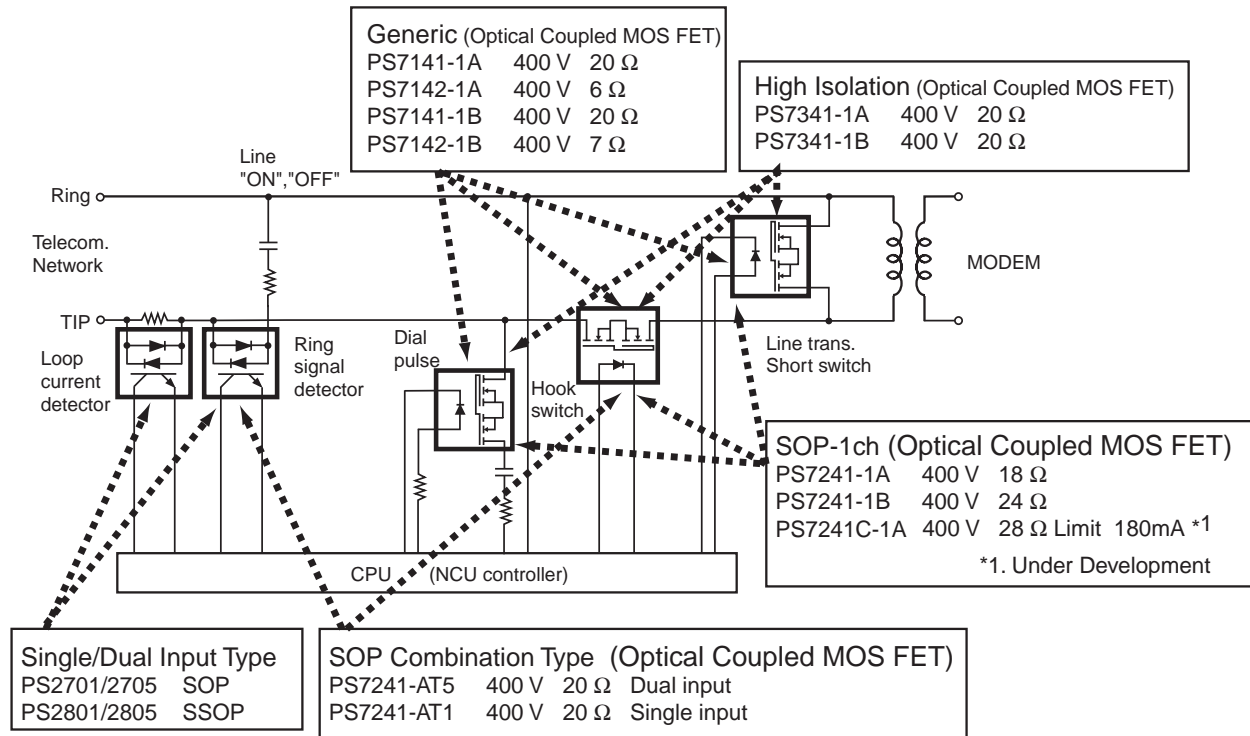 Generic (Optical Coupled MOS FET)
PS7141-1A 400 V 20 Ω
PS7142-1A 400 V 6 Ω
PS7141-1B 400 V 20 Ω
PS7142-1B 400 V 7 Ω
High Isolation (Optical Coupled MOS FET)
PS7341-1A 400 V 20 Ω
PS7341-1B 400 V 20 Ω
Line
"ON","OFF"
Ring
Telecom.
Network
MODEM
TIP
Loop
current
detector
Ring
signal
detector
Dial
pulse
Hook
switch
Line trans.
Short switch
SOP-1ch (Optical Coupled MOS FET)
PS7241-1A 400 V 18 Ω
PS7241-1B 400 V 24 Ω
PS7241C-1A 400 V 28 Ω Limit 180mA *1
*1. Under Development
CPU (NCU controller)
Single/Dual Input Type
PS2701/2705 SOP
PS2801/2805 SSOP
SOP Combination Type (Optical Coupled MOS FET)
PS7241-AT5 400 V 20 Ω Dual input
PS7241-AT1 400 V 20 Ω Single input